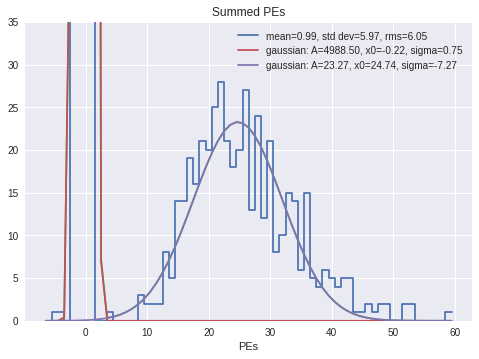 Summed PEs
mean=0.99, std dev=5.97, rms=6.05
gaussian: A=4988.50, x0=-0.22, sigma=0.75
gaussian: A=23.27, x0=24.74, sigma=-7.27
35
30
25
20
15
10
5
0
0 10 20 30 40 50 60
PEs